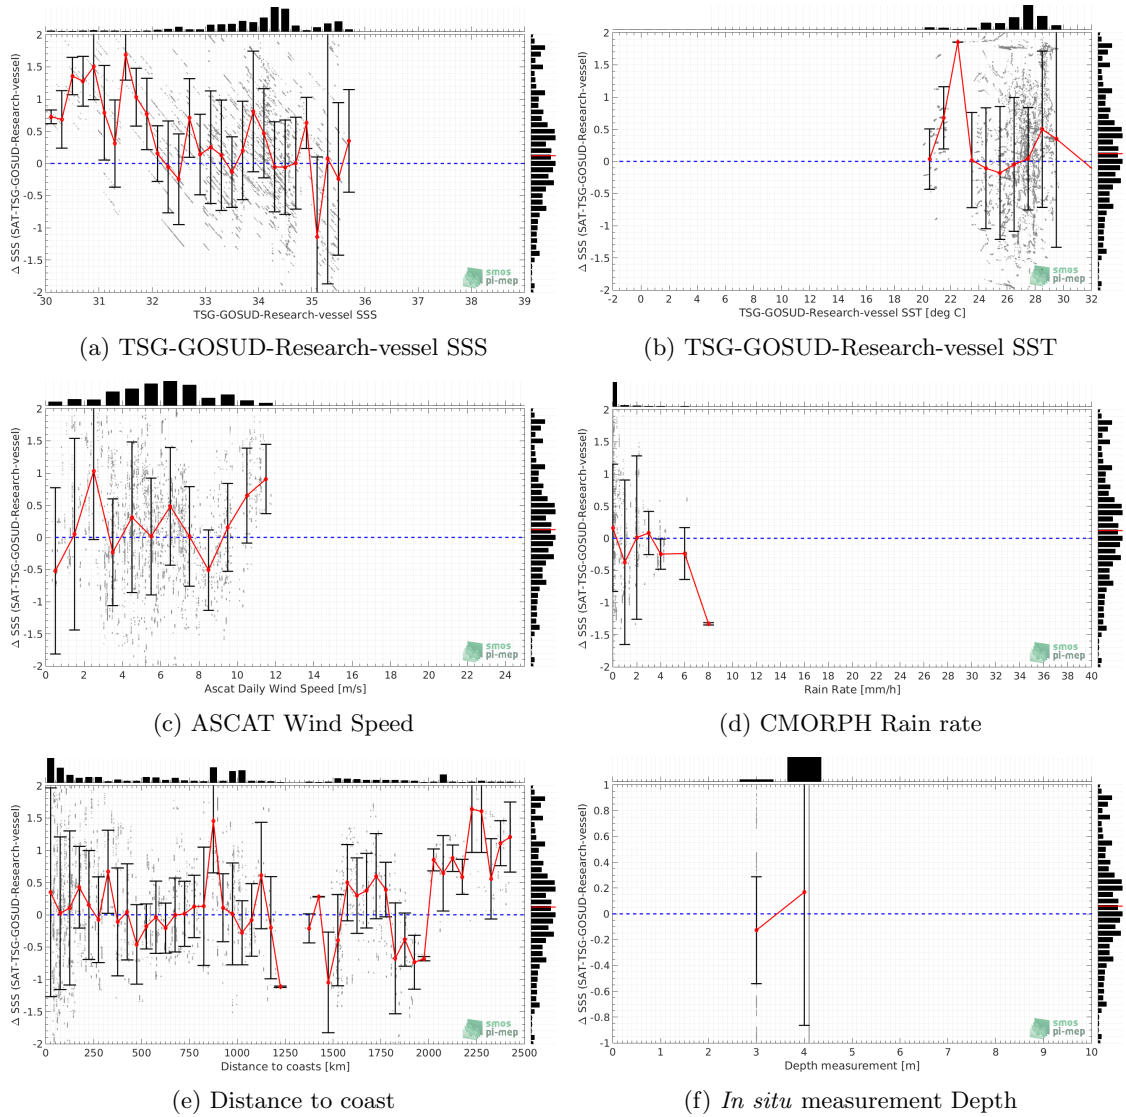 2
1.5
1
0.5
0
-0.5
-1
-1.5
-2
Δ SSS (SAT-TSG-GOSUD-Research-vessel)
30 31 32 33 34 35 36 37 38 39
TSG-GOSUD-Research-vessel SSS
smos
pi-mep
(a) TSG-GOSUD-Research-vessel SSS
2
1.5
1
0.5
0
-0.5
-1
-1.5
-2
Δ SSS (SAT-TSG-GOSUD-Research-vessel)
-2 0 2 4 6 8 10 12 14 16 18 20 22 24 26 28 30 32
TSG-GOSUD-Research-vessel SST [deg C]
smos
pi-mep
(b) TSG-GOSUD-Research-vessel SST
2
1.5
1
0.5
0
-0.5
-1
-1.5
-2
Δ SSS (SAT-TSG-GOSUD-Research-vessel)
0 2 4 6 8 10 12 14 16 18 20 22 24
Ascat Daily Wind Speed [m/s]
smos
pi-mep
(c) ASCAT Wind Speed
2
1.5
1
0.5
0
-0.5
-1
-1.5
-2
Δ SSS (SAT-TSG-GOSUD-Research-vessel)
0 2 4 6 8 10 12 14 16 18 20 22 24 26 28 30 32 34 36 38 40
Rain Rate [mm/h]
smos
pi-mep
(d) CMORPH Rain rate
2
1.5
1
0.5
0
-0.5
-1
-1.5
-2
Δ SSS (SAT-TSG-GOSUD-Research-vessel)
0 250 500 750 1000 1250 1500 1750 2000 2250 2500
Distance to coasts [km]
smos
pi-mep
(e) Distance to coast
1
0.8
0.6
0.4
0.2
0
-0.2
-0.4
-0.6
-0.8
-1
Δ SSS (SAT-TSG-GOSUD-Research-vessel)
0 1 2 3 4 5 6 7 8 9 10
Depth measurement [m]
smos
pi-mep
(f) In situ measurement Depth